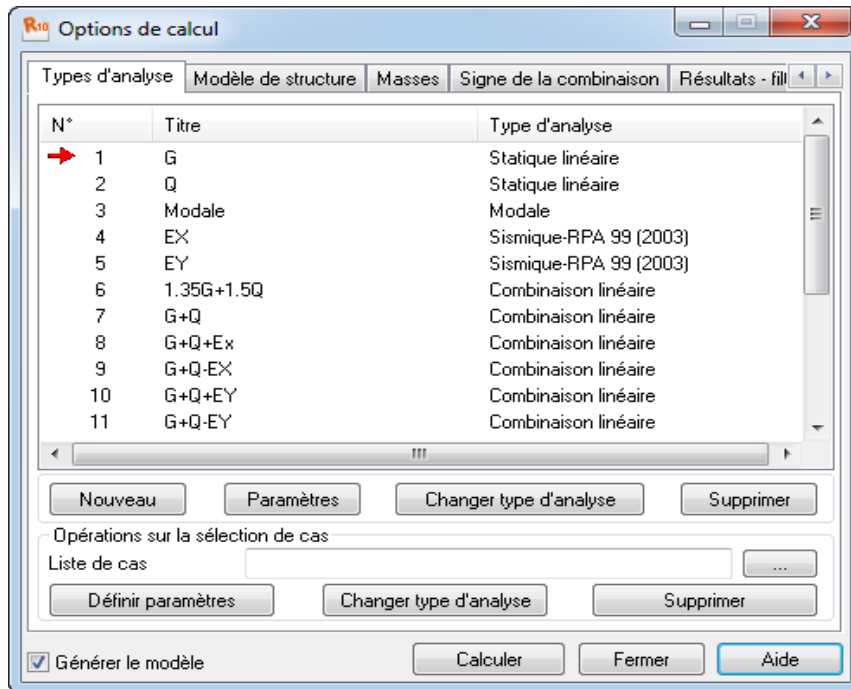 R10 Options de calcul
Types d'analyse Modèle de structure Masses Signe de la combinaison Résultats - filt
N° Titre Type d'analyse
1 G Statique linéaire
2 Q Statique linéaire
3 Modale Modale
4 EX Sismique-RPA 99 (2003)
5 EY Sismique-RPA 99 (2003)
6 1.35G+1.5Q Combinaison linéaire
7 G+Q Combinaison linéaire
8 G+Q+Ex Combinaison linéaire
9 G+Q-EX Combinaison linéaire
10 G+Q+EY Combinaison linéaire
11 G+Q-EY Combinaison linéaire
Nouveau Paramètres Changer type d'analyse Supprimer
Opérations sur la sélection de cas
Liste de cas ...
Définir paramètres Changer type d'analyse Supprimer
Générer le modèle Calculer Fermer Aide